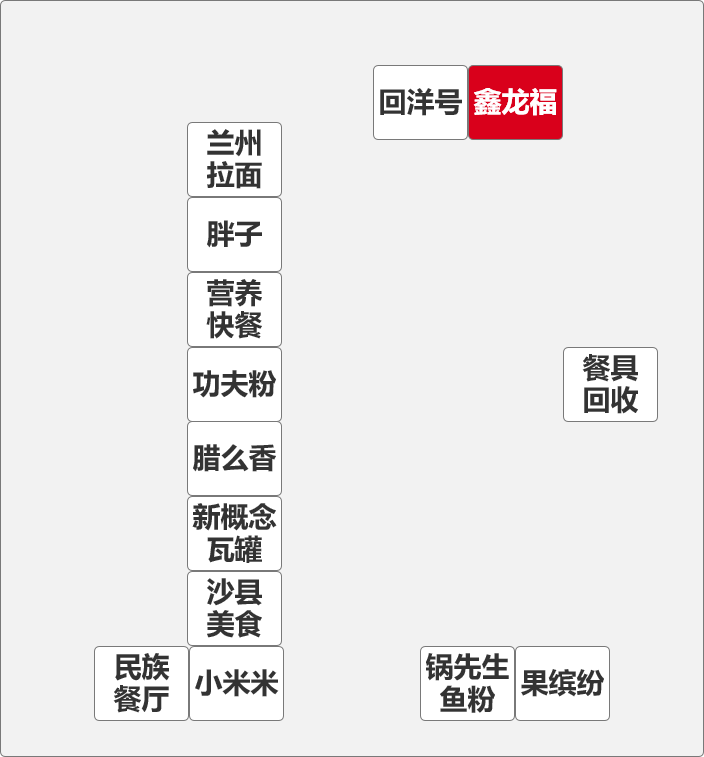 回洋号
鑫龙福
兰州
拉面
胖子
营养
快餐
功夫粉
餐具
回收
腊么香
新概念
瓦罐
沙县
美食
民族
餐厅
小米米
锅先生
鱼粉
果缤纷